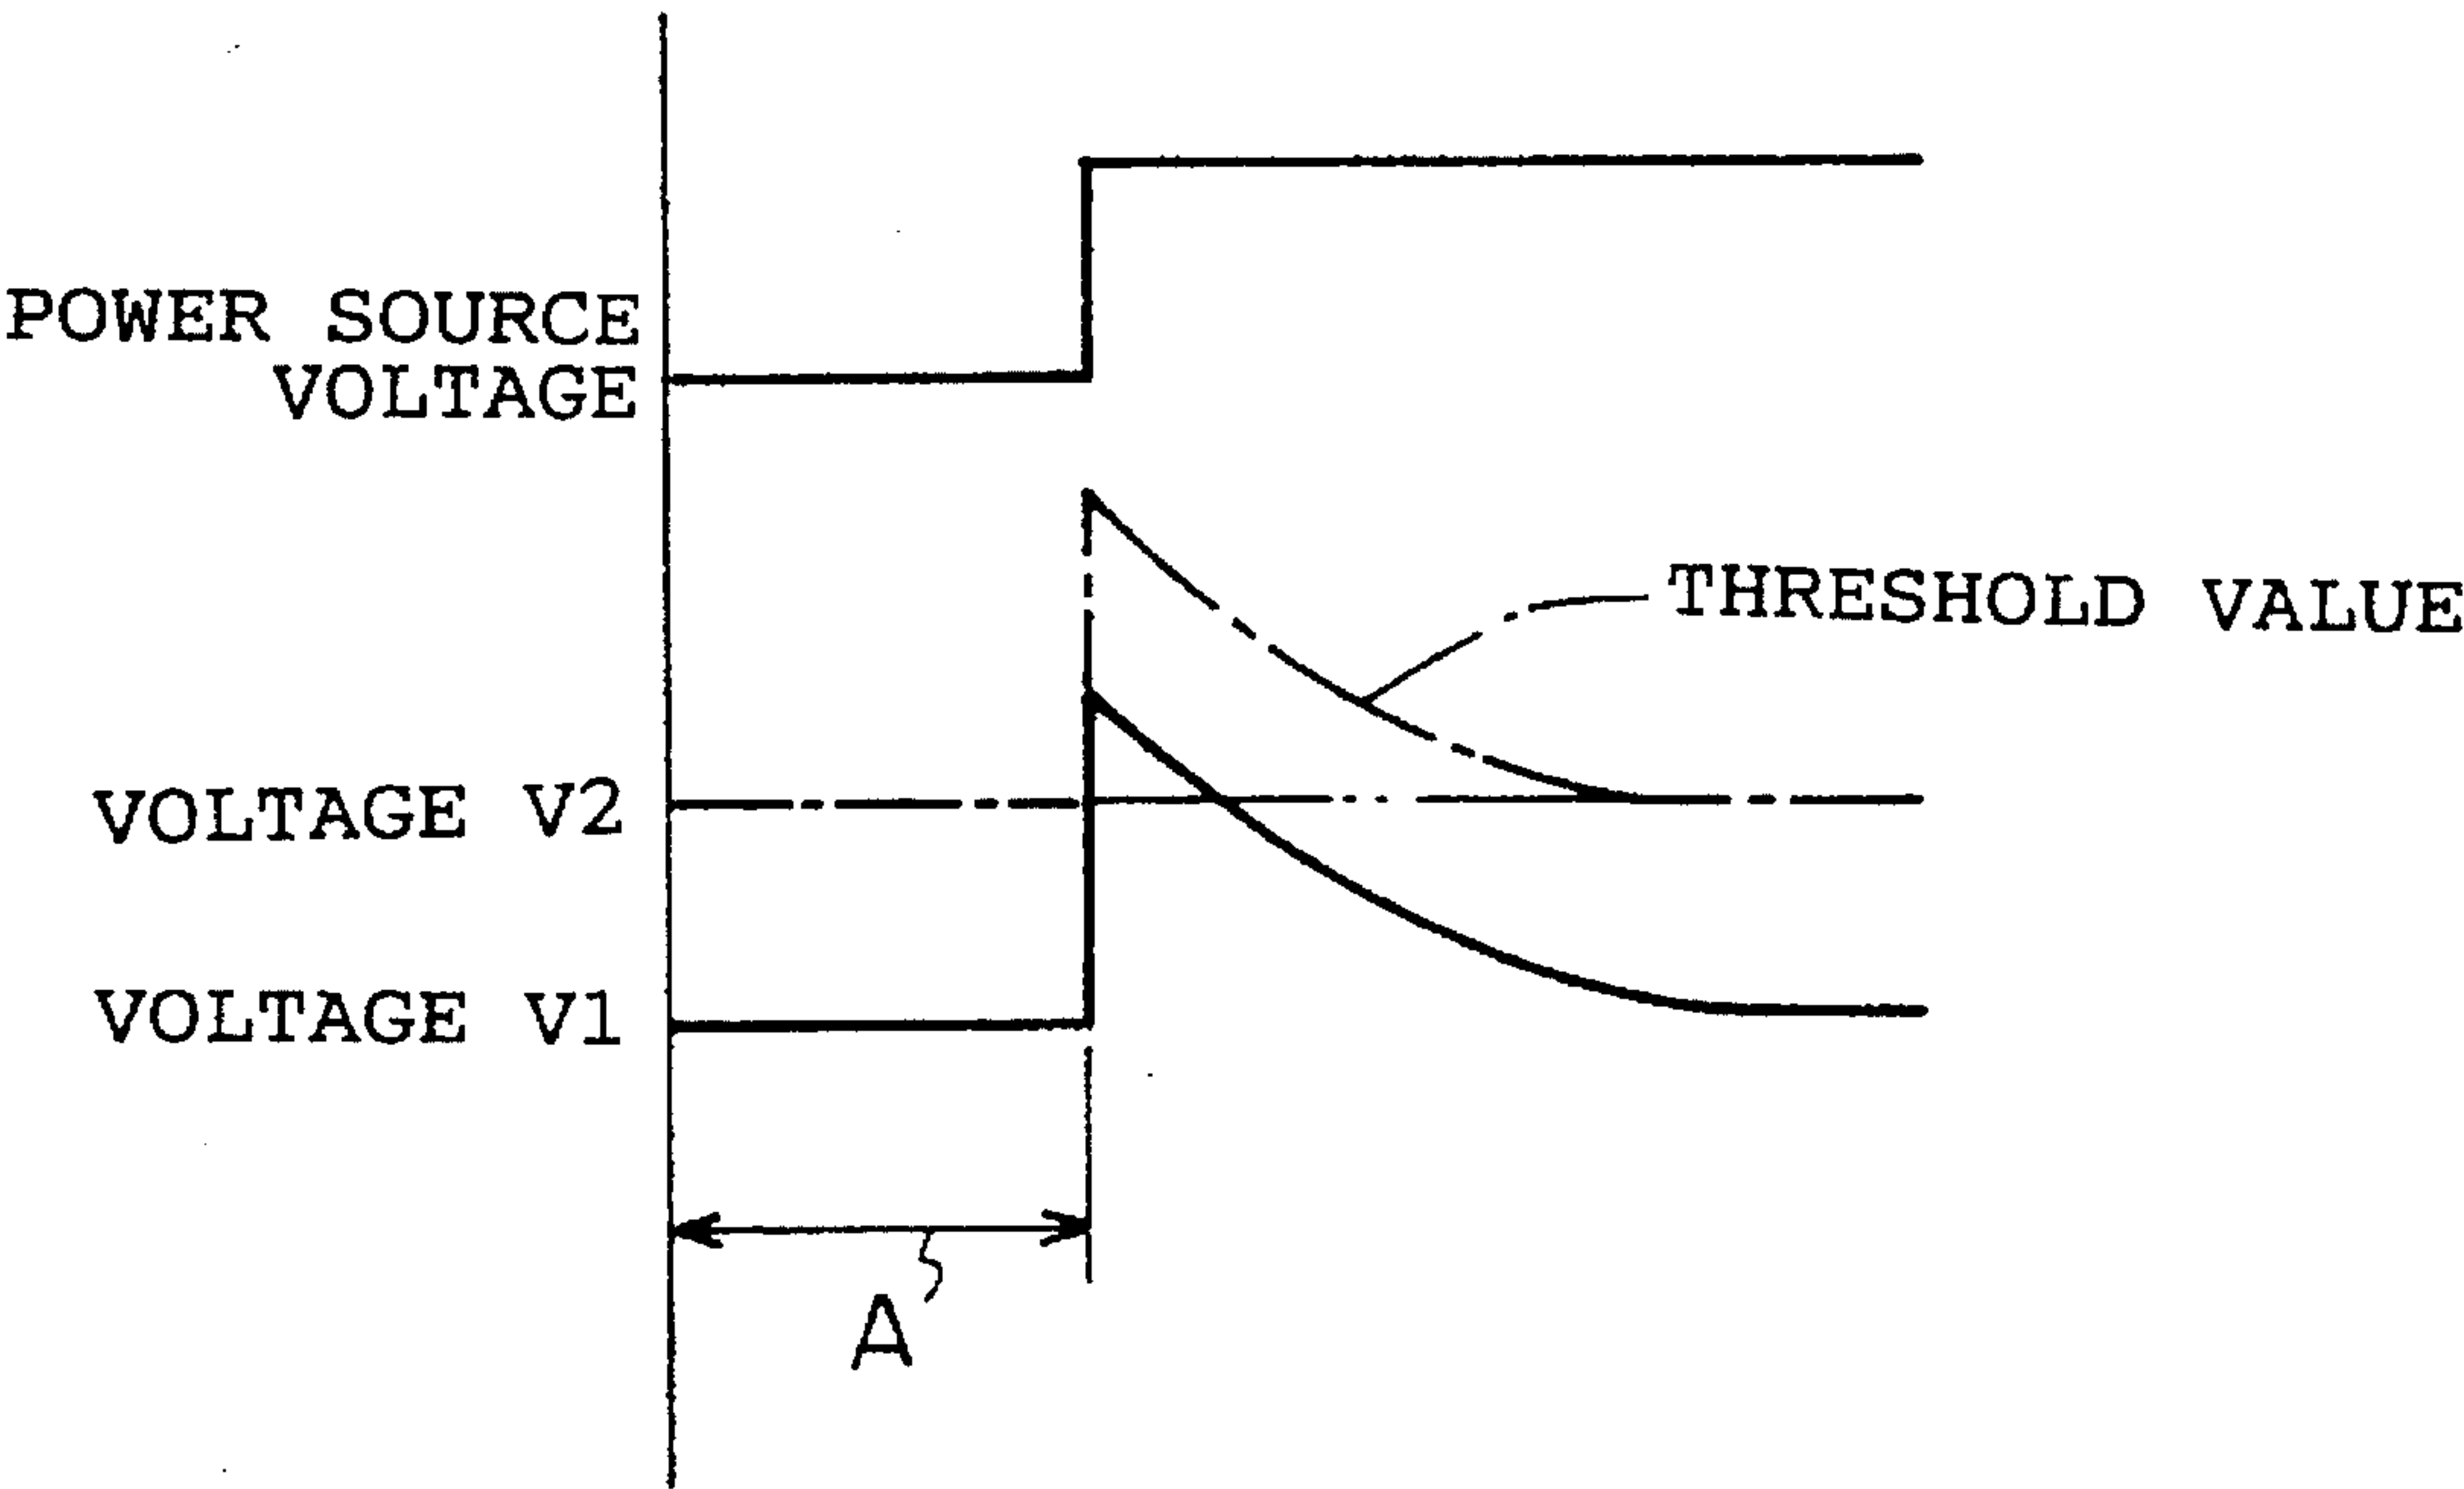 POWER SOURCE
VOLTAGE
THRESHOLD VALUE
VOLTAGE V2
VOLTAGE V1
A